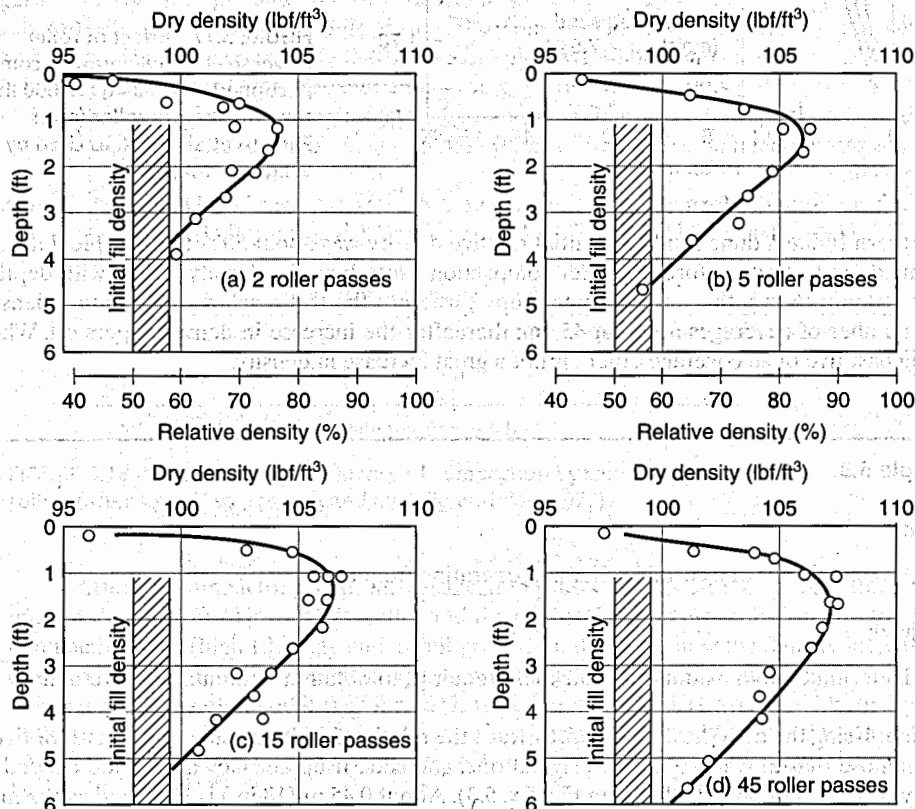 Dry density (lbf/ft³)
95 100 105 110
0
1
2
3
4
5
6
Depth (ft)
Initial fill density
(a) 2 roller passes
40 50 60 70 80 90 100
Relative density (%)
Dry density (lbf/ft³)
95 100 105 110
0
1
2
3
4
5
6
Depth (ft)
Initial fill density
(b) 5 roller passes
40 50 60 70 80 90 100
Relative density (%)
Dry density (lbf/ft³)
95 100 105 110
0
1
2
3
4
5
6
Depth (ft)
Initial fill density
(c) 15 roller passes
Dry density (lbf/ft³)
95 100 105 110
0
1
2
3
4
5
6
Depth (ft)
Initial fill density
(d) 45 roller passes